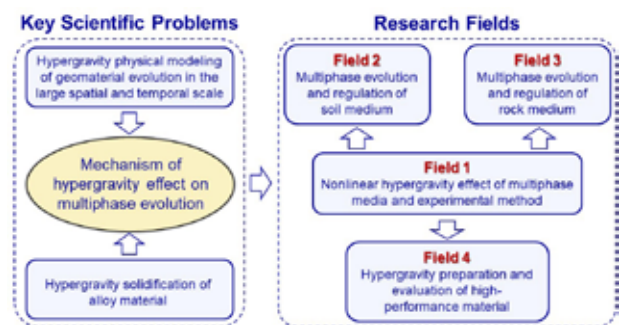 Key Scientific Problems
Hypergravity physical modeling
of geomaterial evolution in the
large spatial and temporal scale
Mechanism of
hypergravity effect on
multiphase evolution
Hypergravity solidification of
alloy material
Research Fields
Field 2
Multiphase evolution
and regulation of
soil medium
Field 3
Multiphase evolution
and regulation of
rock medium
Field 1
Nonlinear hypergravity effect of multiphase
media and experimental method
Field 4
Hypergravity preparation and
evaluation of high-
performance material